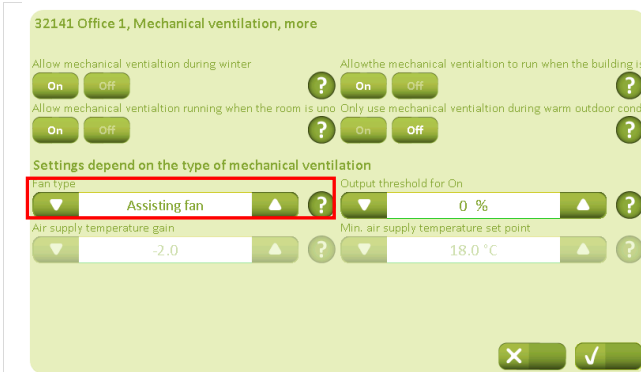 32141 Office 1, Mechanical ventilation, more
Allow mechanical ventialtion during winter
Allowthe mechanical ventialtion to run when the building is
On Off ? On Off ?
Allow mechanical ventialtion running when the room is uno
Only use mechanical ventialtion during warm outdoor cond
On Off ? On Off ?
Settings depend on the type of mechanical ventilation
Fan type
Output threshold for On
Assisting fan ? 0 % ?
Air supply temperature gain
Min. air supply temperature set point
-2.0 ? 18.0 °C ?